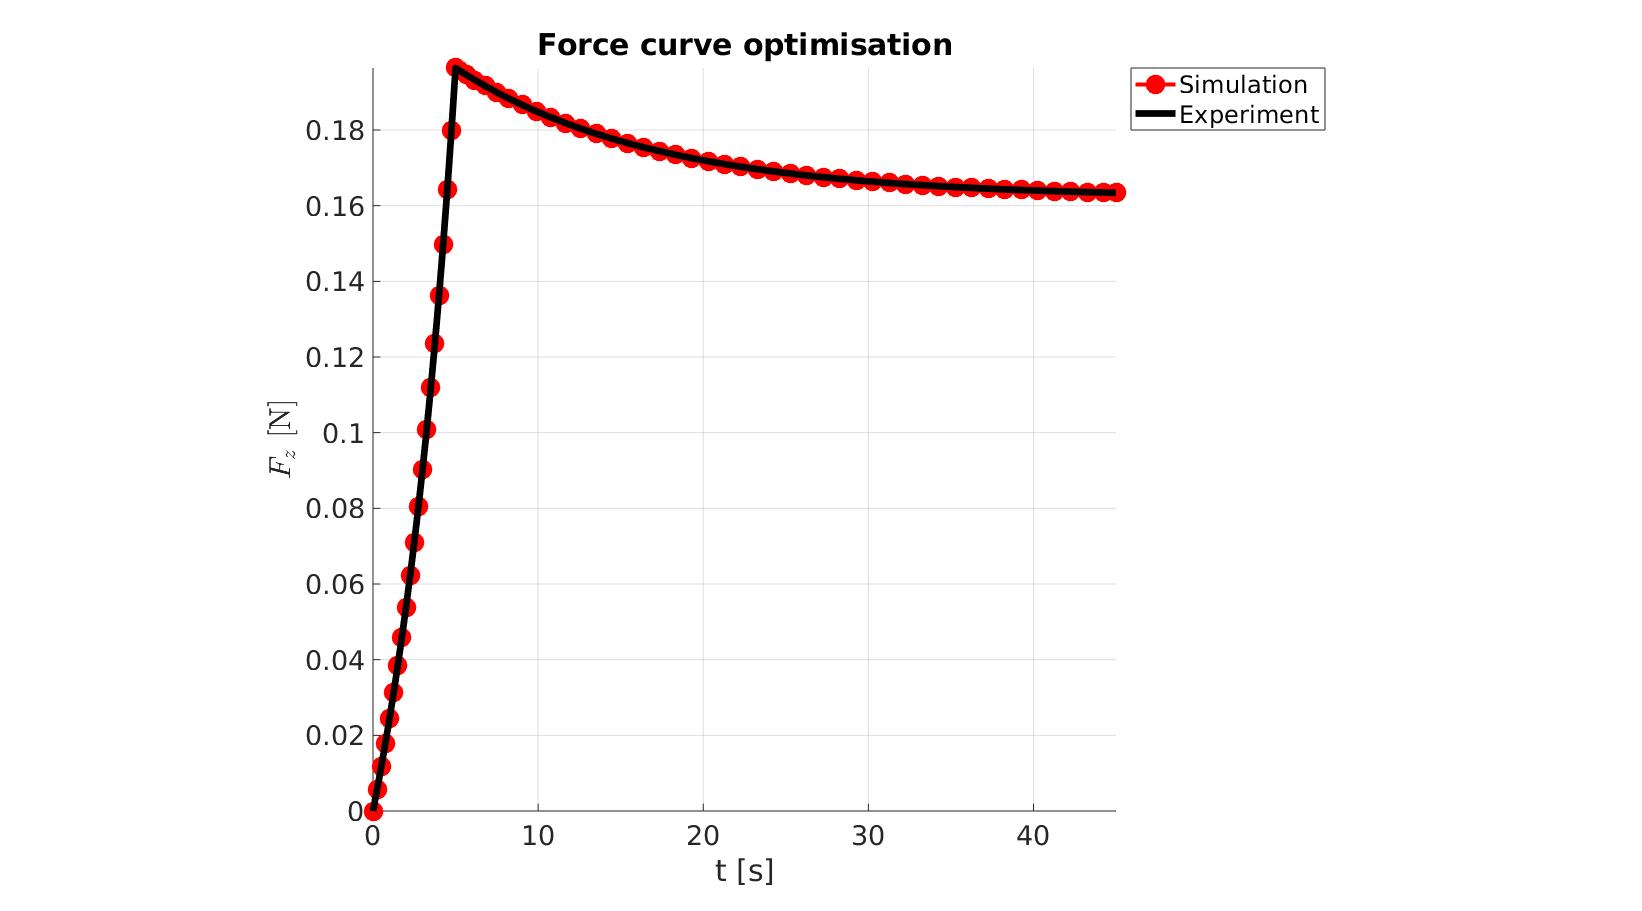 Force curve optimisation
Simulation
Experiment
0.18
0.16
0.14
0.12
0.1
0.08
0.06
0.04
0.02
0
F_z [N]
0 10 20 30 40
t [s]